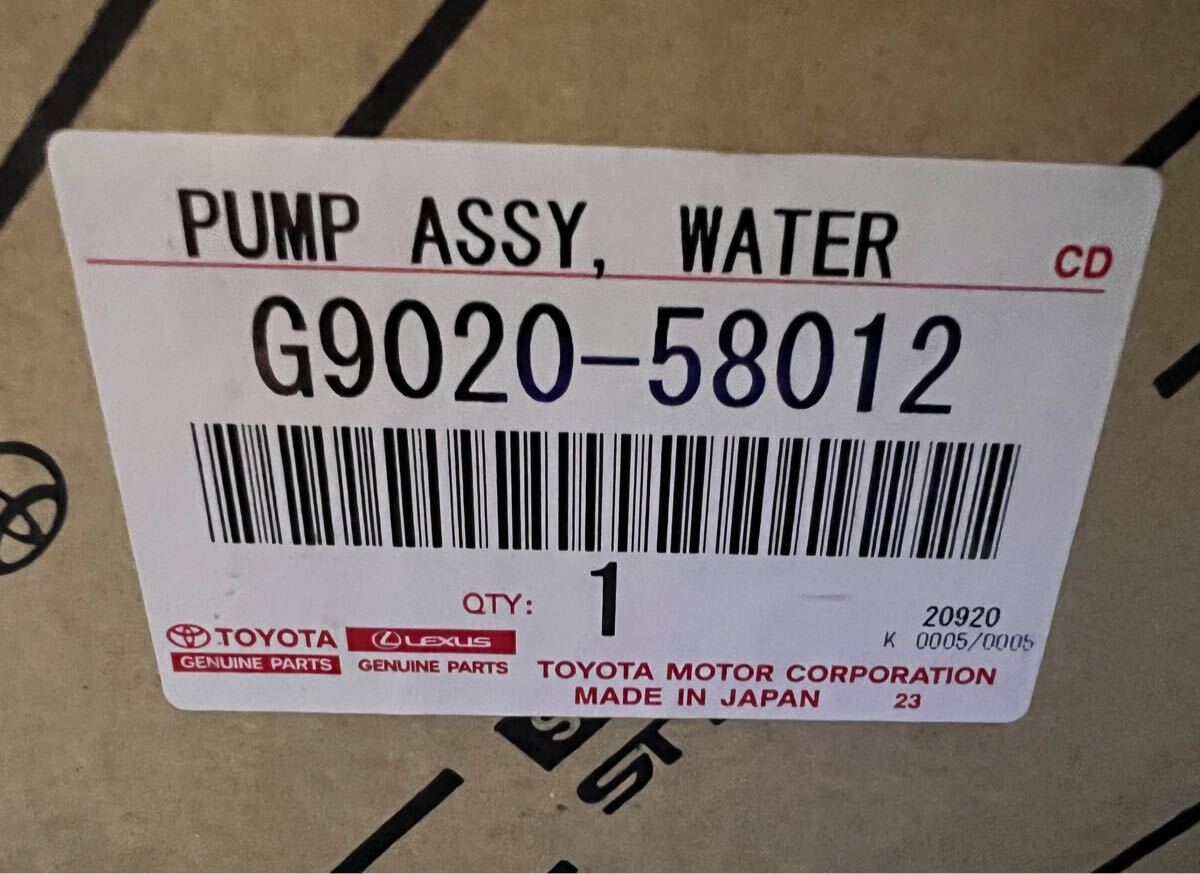 PUMP ASSY, WATER
CD
G9020-58012
QTY: 1
20920
K 0005/0005
TOYOTA
GENUINE PARTS
LEXUS
GENUINE PARTS
TOYOTA MOTOR CORPORATION
MADE IN JAPAN 23